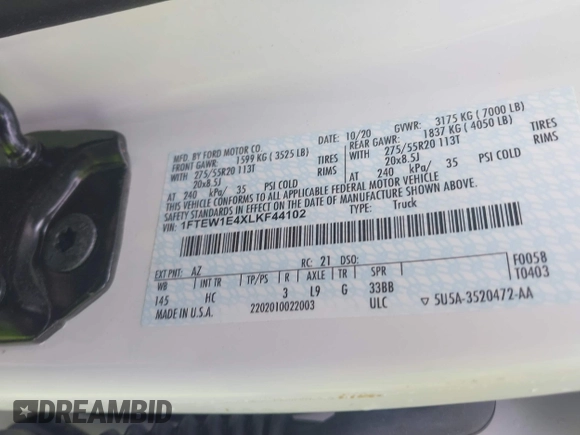 MFD. BY FORD MOTOR CO.
DATE: 10/20
GVWR: 3175 KG ( 7000 LB)
FRONT GAWR: 1599 KG ( 3525 LB)
REAR GAWR: 1837 KG ( 4050 LB)
WITH 275/55R20 113T TIRES
WITH 275/55R20 113T TIRES
20x8.5J RIMS
20x8.5J RIMS
AT 240 kPa/ 35 PSI COLD
AT 240 kPa/ 35 PSI COLD
THIS VEHICLE CONFORMS TO ALL APPLICABLE FEDERAL MOTOR VEHICLE
SAFETY STANDARDS IN EFFECT ON THE DATE OF MANUFACTURE SHOWN ABOVE.
VIN: 1FTEW1E4XLKF44102
TYPE: Truck
EXT PNT: AZ RC: 21 DSO: F0058
WB INT TR TP/PS R AXLE TR SPR T0403
145 HC 3 L9 G 33BB
MADE IN U.S.A. 2202010022003 ULC ▽ 5U5A-3520472-AA
DREAMBID